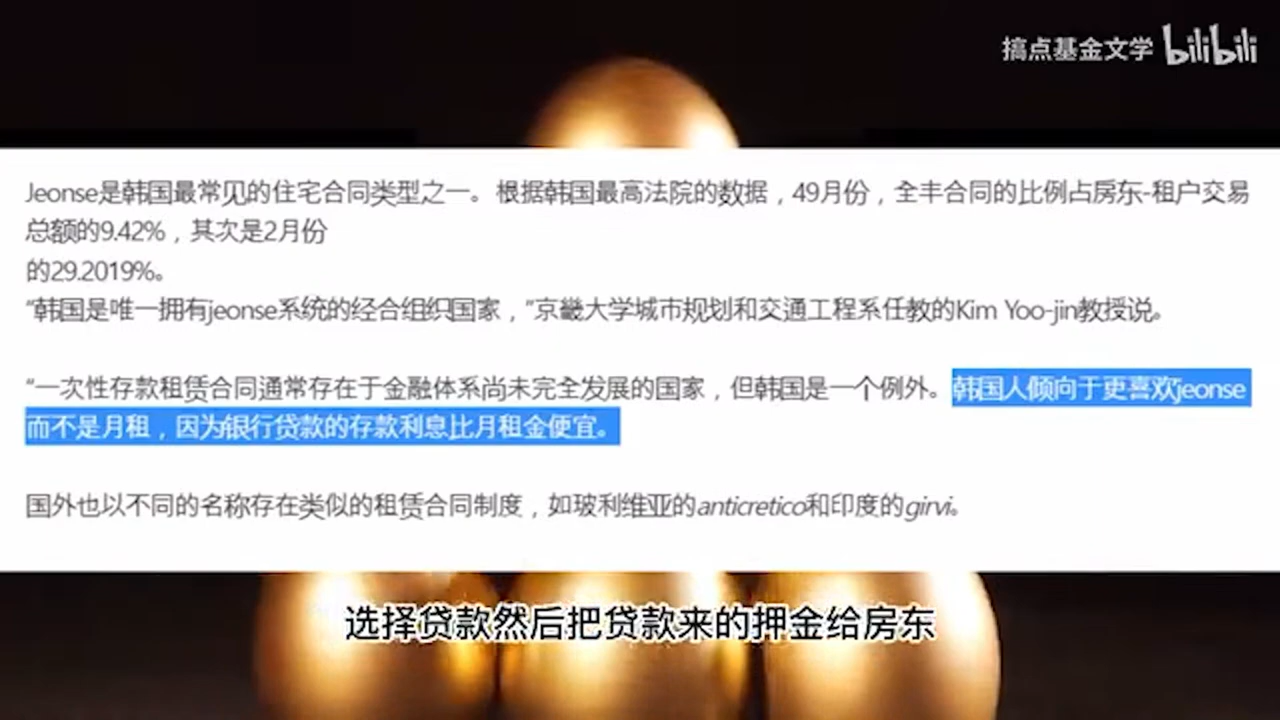 搞点基金文学 bilibili
Jeonse是韩国最常见的住宅合同类型之一。根据韩国最高法院的数据，49月份，全丰合同的比例占房东-租户交易
总额的9.42%，其次是2月份
的29.2019%。
“韩国是唯一拥有jeonse系统的经合组织国家，”京畿大学城市规划和交通工程系任教的Kim Yoo-jin教授说。
“一次性存款租赁合同通常存在于金融体系尚未完全发展的国家，但韩国是一个例外。韩国人倾向于更喜欢jeonse
而不是月租，因为银行贷款的存款利息比月租金便宜。
国外也以不同的名称存在类似的租赁合同制度，如玻利维亚的anticretico和印度的girvi。
选择贷款然后把贷款来的押金给房东